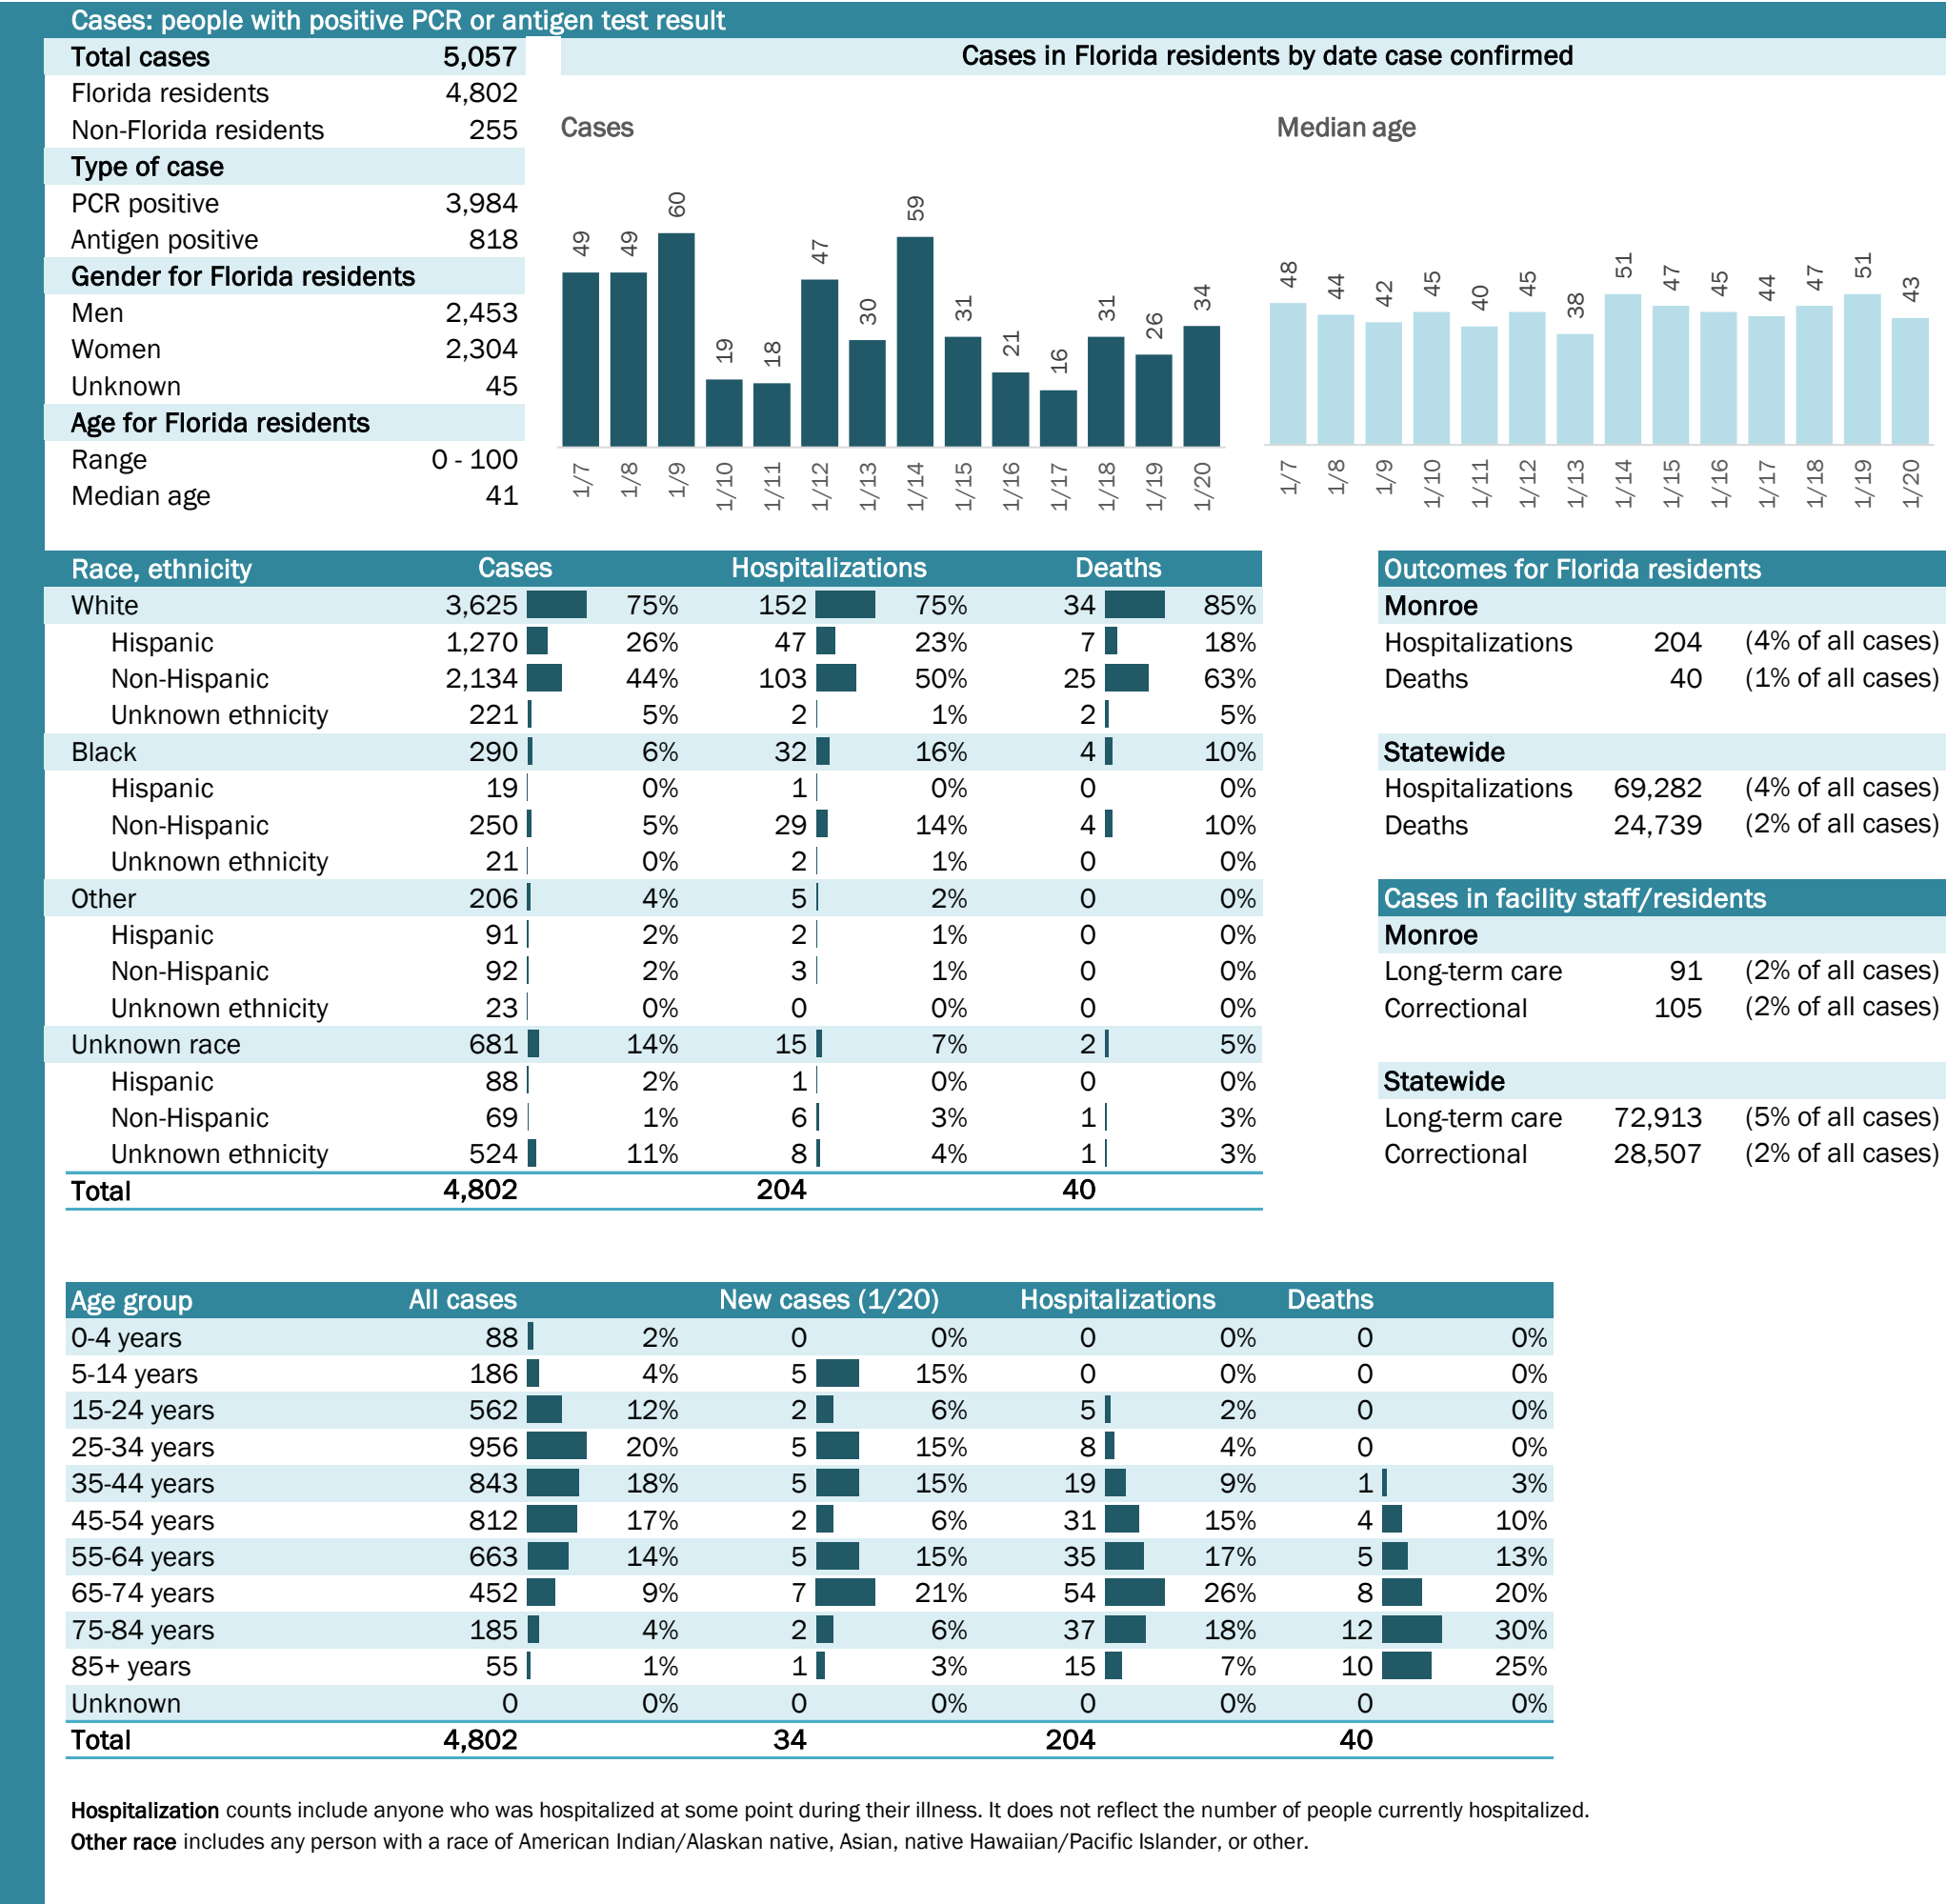 Cases: people with positive PCR or antigen test result
Total cases 5,057
Florida residents 4,802
Non-Florida residents 255
Type of case
PCR positive 3,984
Antigen positive 818
Gender for Florida residents
Men 2,453
Women 2,304
Unknown 45
Age for Florida residents
Range 0 - 100
Median age 41
Cases in Florida residents by date case confirmed
Cases
49 49 60 19 18 47 30 59 31 21 16 31 26 34
1/7 1/8 1/9 1/10 1/11 1/12 1/13 1/14 1/15 1/16 1/17 1/18 1/19 1/20
Median age
48 44 42 45 40 45 38 51 47 45 44 47 51 43
1/7 1/8 1/9 1/10 1/11 1/12 1/13 1/14 1/15 1/16 1/17 1/18 1/19 1/20
Race, ethnicity Cases Hospitalizations Deaths
White 3,625 75% 152 75% 34 85%
Hispanic 1,270 26% 47 23% 7 18%
Non-Hispanic 2,134 44% 103 50% 25 63%
Unknown ethnicity 221 5% 2 1% 2 5%
Black 290 6% 32 16% 4 10%
Hispanic 19 0% 1 0% 0 0%
Non-Hispanic 250 5% 29 14% 4 10%
Unknown ethnicity 21 0% 2 1% 0 0%
Other 206 4% 5 2% 0 0%
Hispanic 91 2% 2 1% 0 0%
Non-Hispanic 92 2% 3 1% 0 0%
Unknown ethnicity 23 0% 0 0% 0 0%
Unknown race 681 14% 15 7% 2 5%
Hispanic 88 2% 1 0% 0 0%
Non-Hispanic 69 1% 6 3% 1 3%
Unknown ethnicity 524 11% 8 4% 1 3%
Total 4,802 204 40
Outcomes for Florida residents
Monroe
Hospitalizations 204 (4% of all cases)
Deaths 40 (1% of all cases)
Statewide
Hospitalizations 69,282 (4% of all cases)
Deaths 24,739 (2% of all cases)
Cases in facility staff/residents
Monroe
Long-term care 91 (2% of all cases)
Correctional 105 (2% of all cases)
Statewide
Long-term care 72,913 (5% of all cases)
Correctional 28,507 (2% of all cases)
Age group All cases New cases (1/20) Hospitalizations Deaths
0-4 years 88 2% 0 0% 0 0% 0 0%
5-14 years 186 4% 5 15% 0 0% 0 0%
15-24 years 562 12% 2 6% 5 2% 0 0%
25-34 years 956 20% 5 15% 8 4% 0 0%
35-44 years 843 18% 5 15% 19 9% 1 3%
45-54 years 812 17% 2 6% 31 15% 4 10%
55-64 years 663 14% 5 15% 35 17% 5 13%
65-74 years 452 9% 7 21% 54 26% 8 20%
75-84 years 185 4% 2 6% 37 18% 12 30%
85+ years 55 1% 1 3% 15 7% 10 25%
Unknown 0 0% 0 0% 0 0% 0 0%
Total 4,802 34 204 40
Hospitalization counts include anyone who was hospitalized at some point during their illness. It does not reflect the number of people currently hospitalized.
Other race includes any person with a race of American Indian/Alaskan native, Asian, native Hawaiian/Pacific Islander, or other.